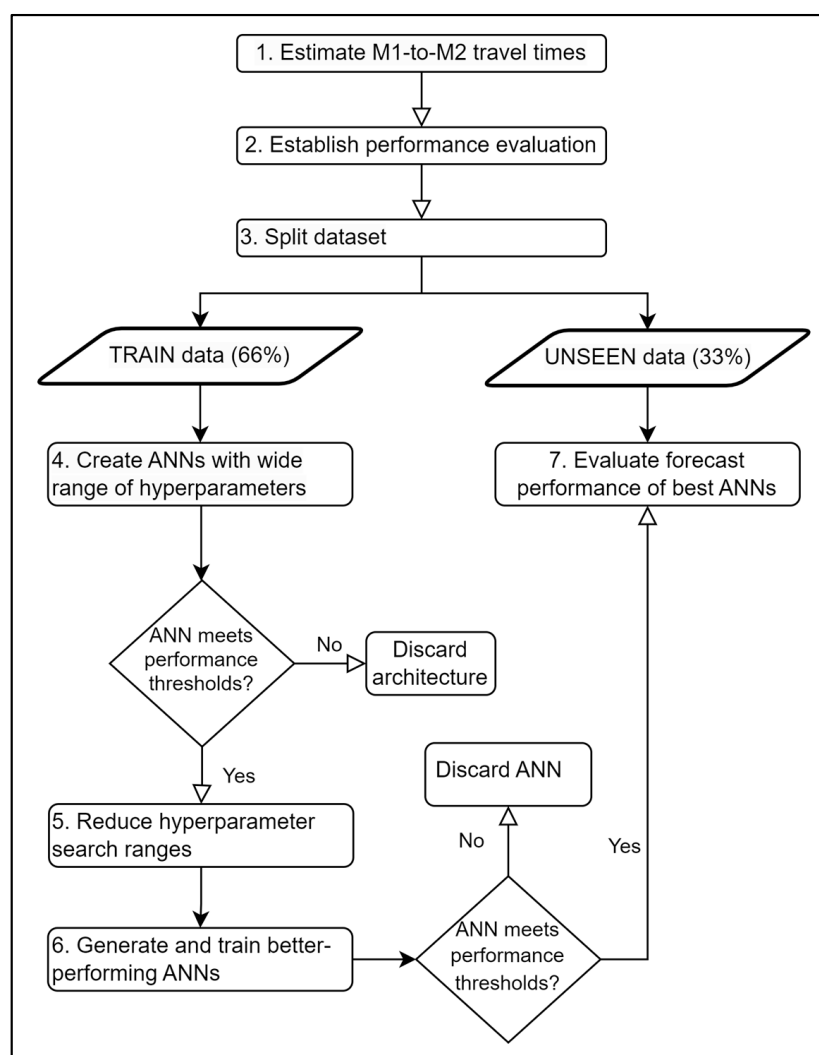 1. Estimate M1-to-M2 travel times
2. Establish performance evaluation
3. Split dataset
TRAIN data (66%)
UNSEEN data (33%)
4. Create ANNs with wide
range of hyperparameters
7. Evaluate forecast
performance of best ANNs
ANN meets
performance
thresholds?
No
Discard
architecture
Yes
5. Reduce hyperparameter
search ranges
6. Generate and train better-
performing ANNs
ANN meets
performance
thresholds?
No
Discard ANN
Yes